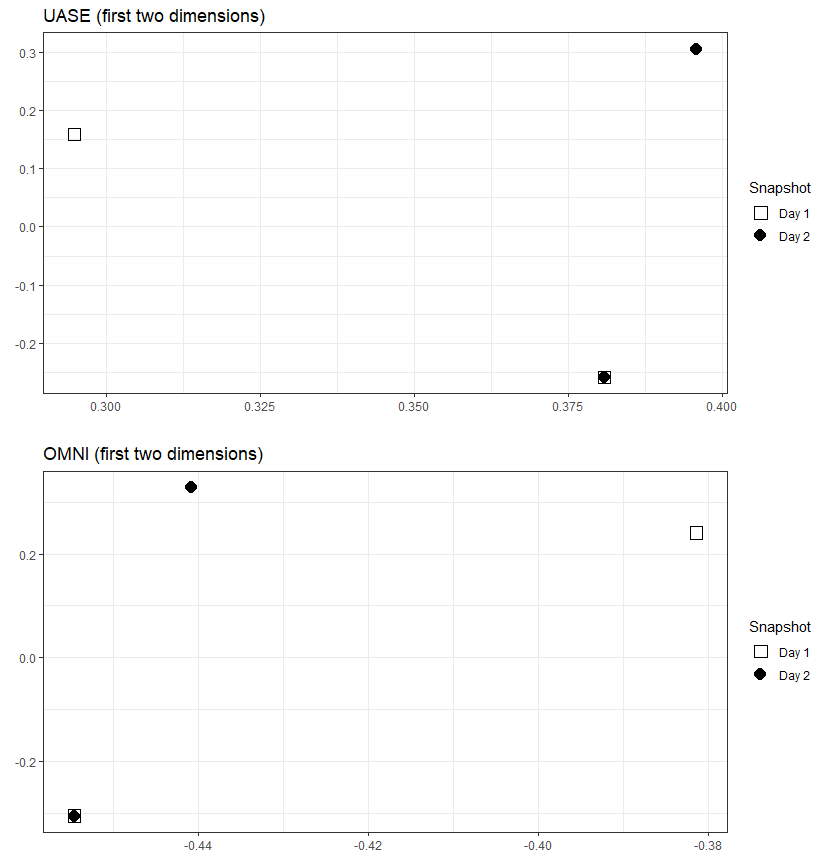 UASE (first two dimensions)
0.3
0.2
0.1
0.0
-0.1
-0.2
0.300 0.325 0.350 0.375 0.400
Snapshot
Day 1
Day 2
OMNI (first two dimensions)
0.2
0.0
-0.2
-0.44 -0.42 -0.40 -0.38
Snapshot
Day 1
Day 2